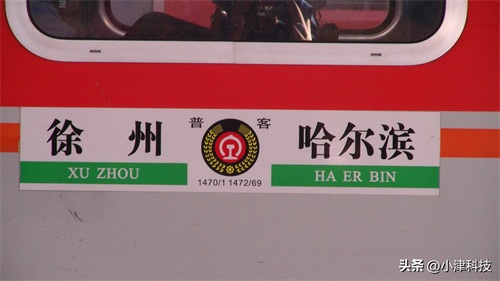 徐 州
普 客
哈尔滨
XU ZHOU
1470/1 1472/69
HA ER BIN
头条 @小津科技